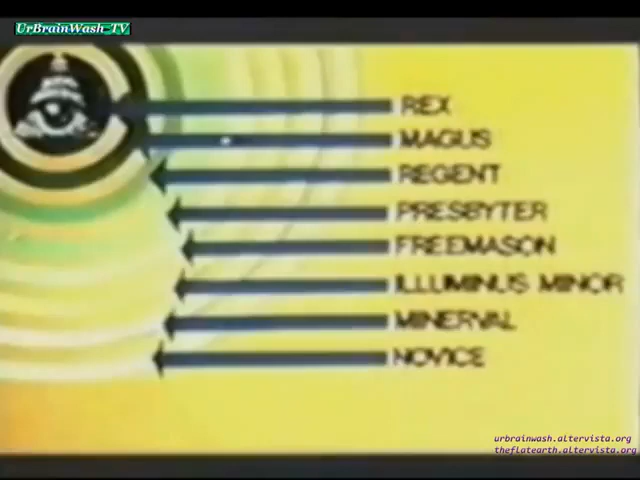 UrBrainWash_TV
REX
MAGUS
REGENT
PRESBYTER
FREEMASON
ILLUMINUS MINOR
MINERVAL
NOVICE
urbrainwash.altervista.org
theflatearth.altervista.org